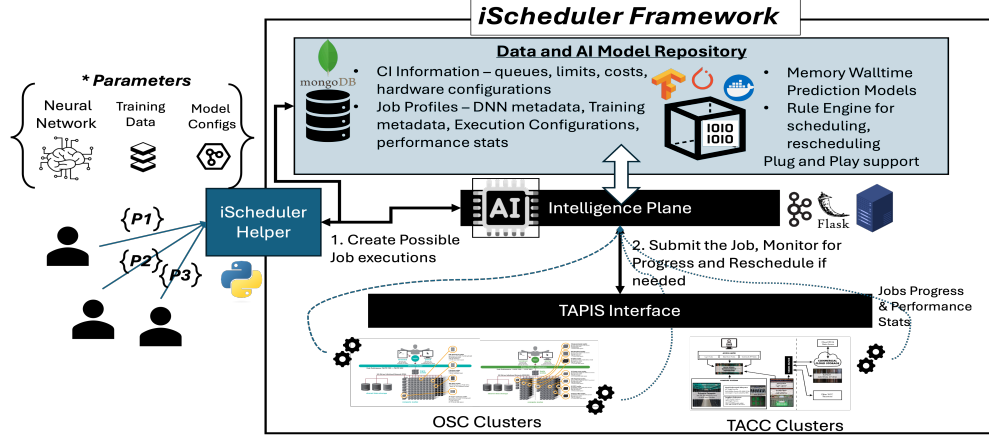 iScheduler Framework
Data and AI Model Repository
mongoDB
• CI Information – queues, limits, costs,
hardware configurations
• Job Profiles – DNN metadata, Training
metadata, Execution Configurations,
performance stats
1010
1010
• Memory Walltime
Prediction Models
• Rule Engine for
scheduling,
rescheduling
Plug and Play support
* Parameters
Neural
Network
Training
Data
Model
Configs
{P1}
{P2}
{P3}
iScheduler
Helper
AI
Intelligence Plane
Flask
1. Create Possible
Job executions
2. Submit the Job, Monitor for
Progress and Reschedule if
needed
TAPIS Interface
Jobs Progress
& Performance
Stats
OSC Clusters
TACC Clusters